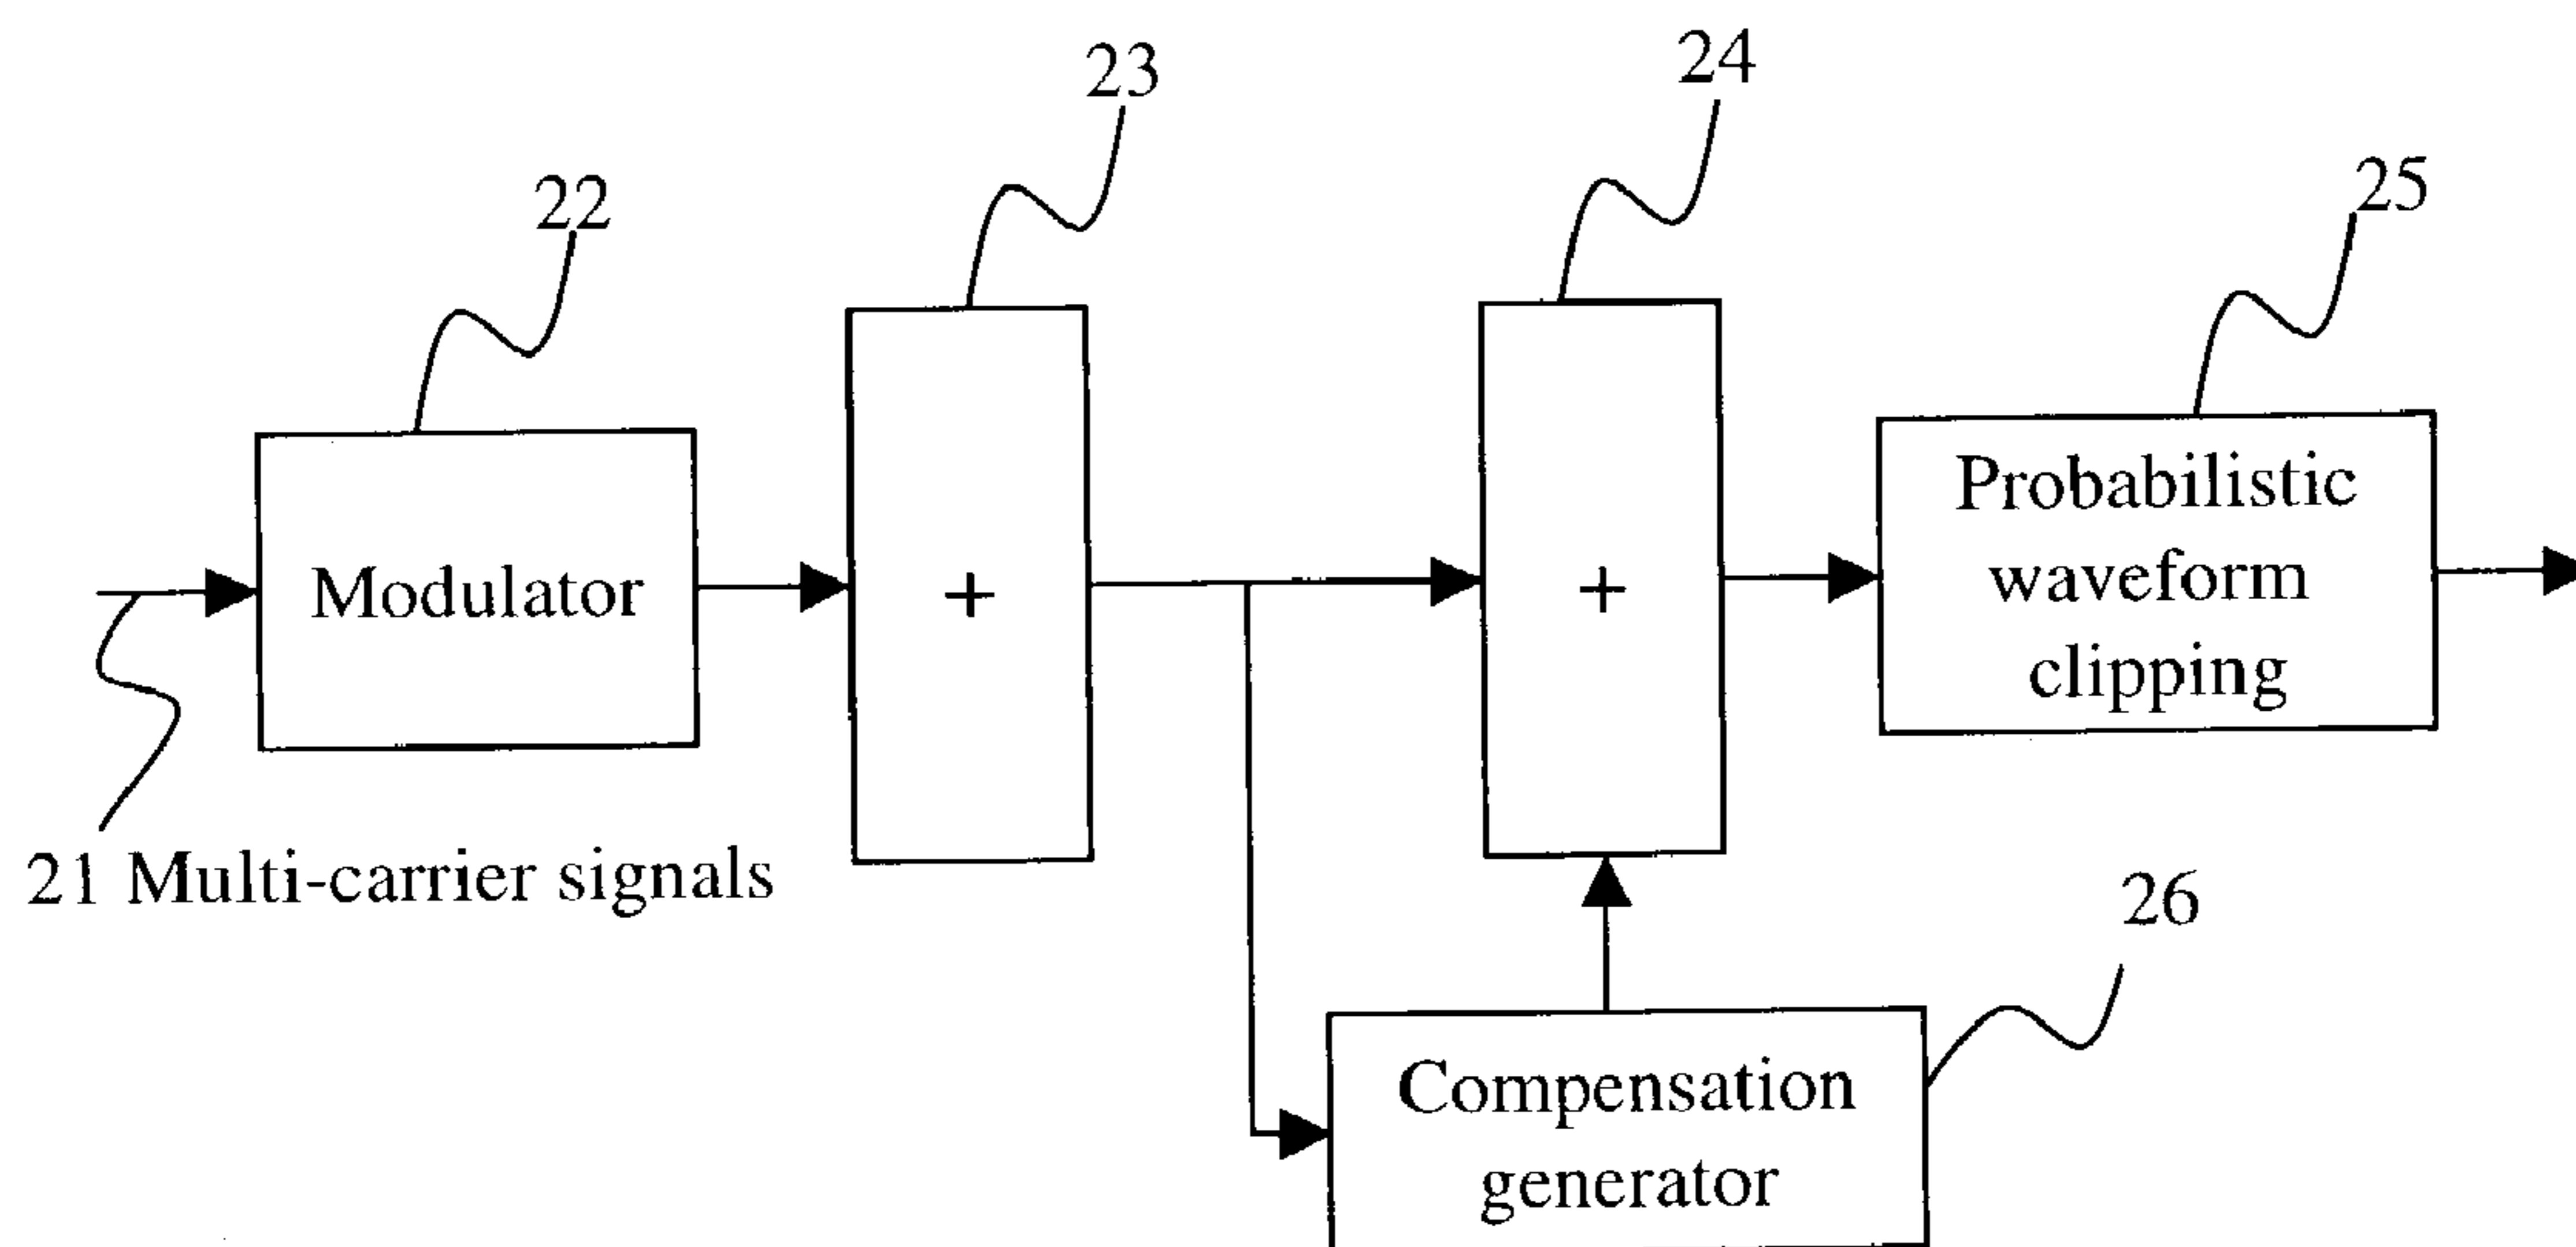 23
24
22
25
Modulator
+
+
Probabilistic
waveform
clipping
21 Multi-carrier signals
26
Compensation
generator